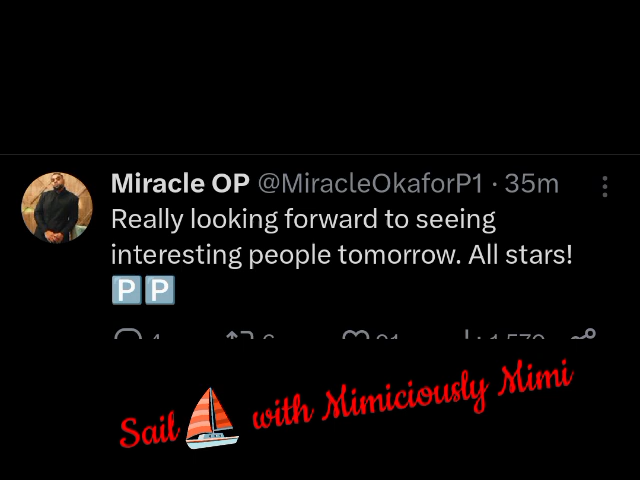 Miracle OP @MiracleOkaforP1 · 35m
Really looking forward to seeing
interesting people tomorrow. All stars!
🅿️🅿️
Sail⛵ with Mimiciously Mimi